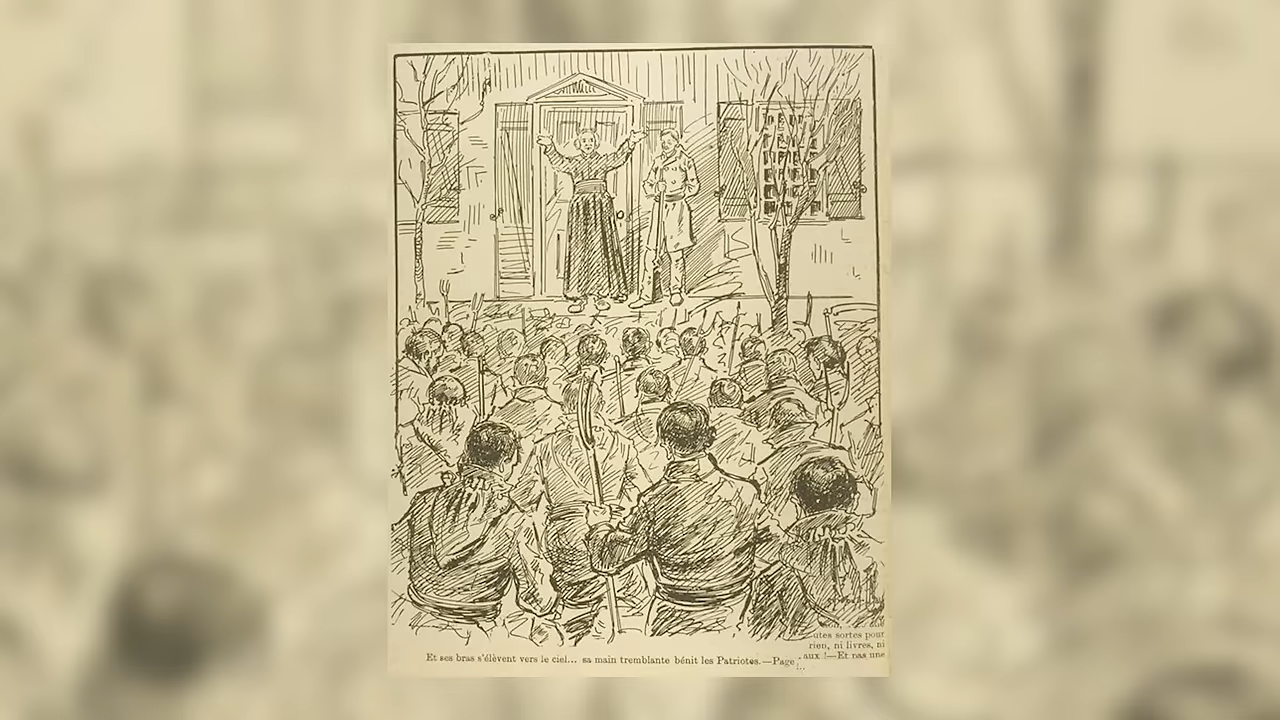 utes sortes pour
rien, ni livres, ni
aux !—Et pas une
Et ses bras s'élèvent vers le ciel... sa main tremblante bénit les Patriotes.—Page
!..